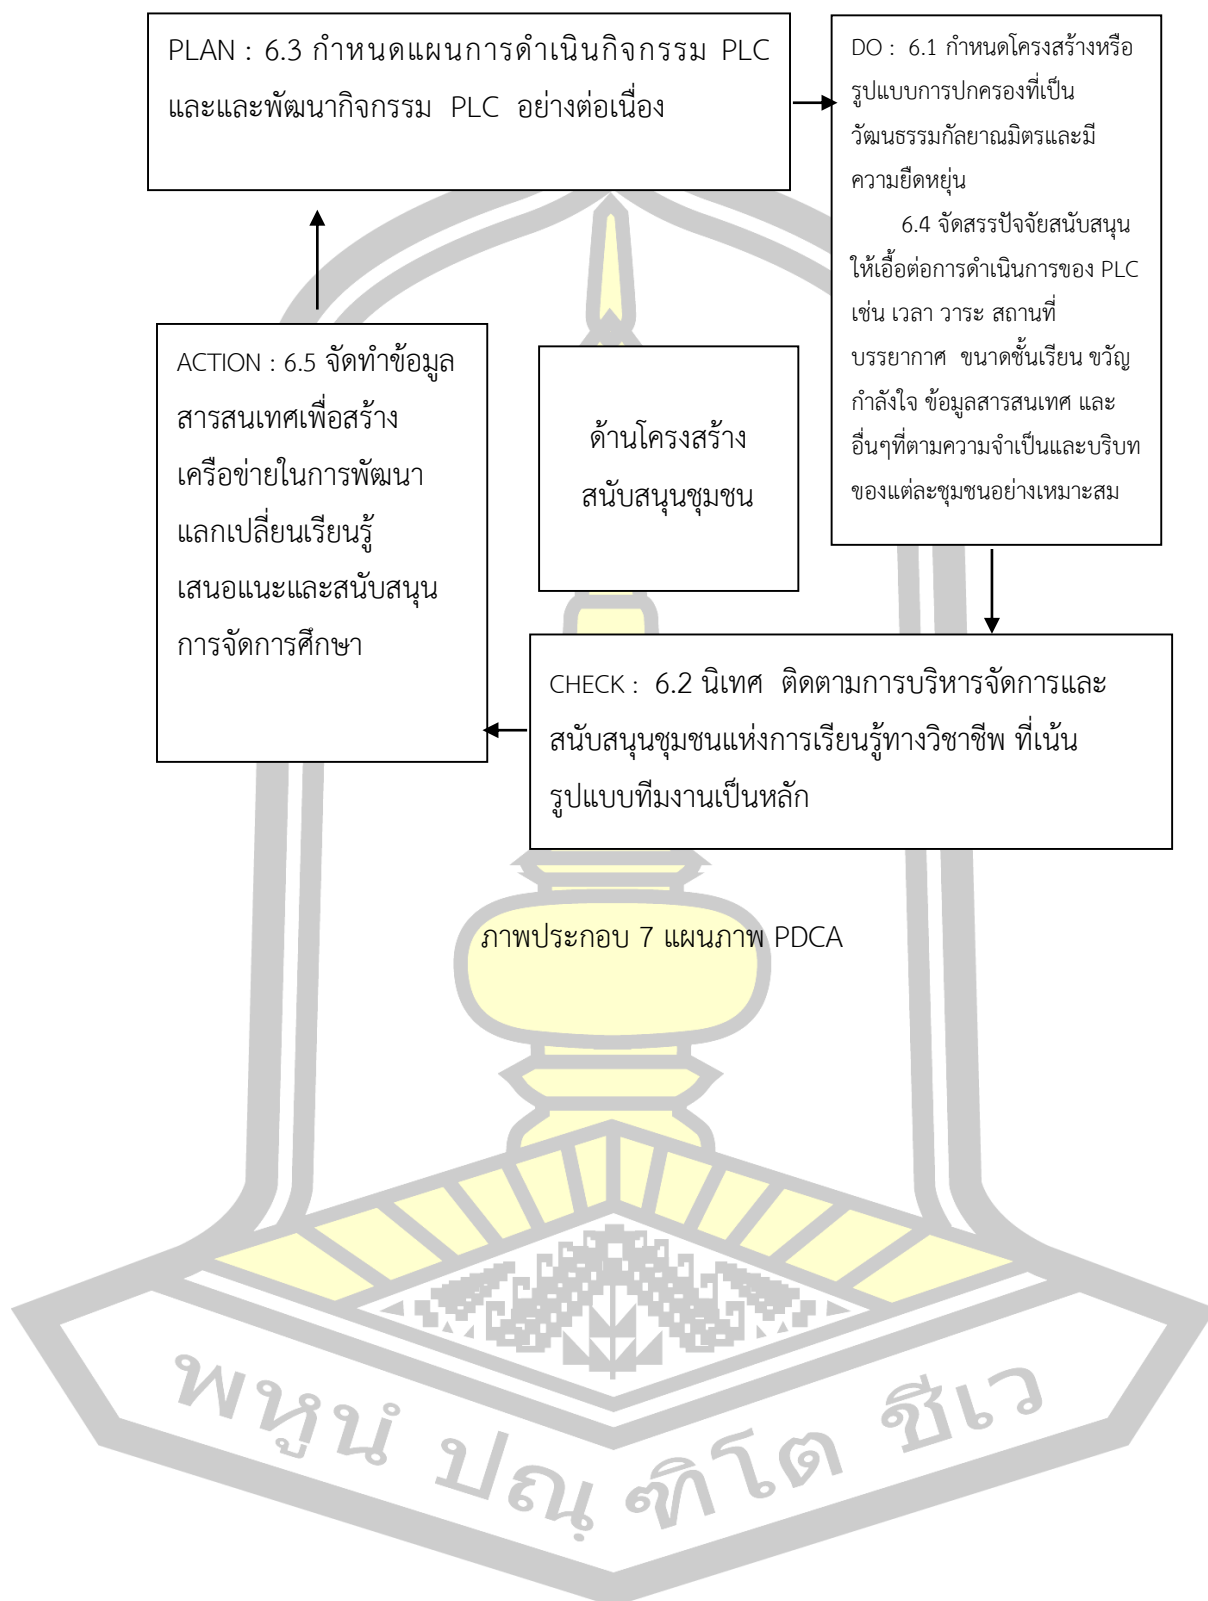 PLAN : 6.3 กำหนดแผนการดำเนินกิจกรรม PLC
และและพัฒนากิจกรรม PLC อย่างต่อเนื่อง
DO : 6.1 กำหนดโครงสร้างหรือ
รูปแบบการปกครองที่เป็น
วัฒนธรรมกัลยาณมิตรและมี
ความยืดหยุ่น
6.4 จัดสรรปัจจัยสนับสนุน
ให้เอื้อต่อการดำเนินการของ PLC
เช่น เวลา วาระ สถานที่
บรรยากาศ ขนาดชั้นเรียน ขวัญ
กำลังใจ ข้อมูลสารสนเทศ และ
อื่นๆที่ตามความจำเป็นและบริบท
ของแต่ละชุมชนอย่างเหมาะสม
ACTION : 6.5 จัดทำข้อมูล
สารสนเทศเพื่อสร้าง
เครือข่ายในการพัฒนา
แลกเปลี่ยนเรียนรู้
เสนอแนะและสนับสนุน
การจัดการศึกษา
ด้านโครงสร้าง
สนับสนุนชุมชน
CHECK : 6.2 นิเทศ ติดตามการบริหารจัดการและ
สนับสนุนชุมชนแห่งการเรียนรู้ทางวิชาชีพ ที่เน้น
รูปแบบทีมงานเป็นหลัก
ภาพประกอบ 7 แผนภาพ PDCA
พหูนํ ปณฺ ฑิโต ชีเว